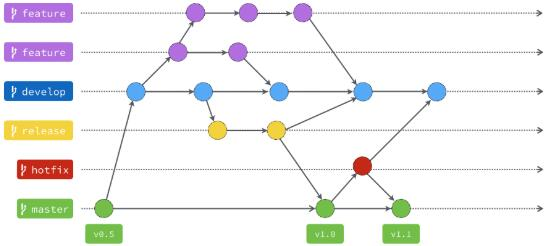 feature
feature
develop
release
hotfix
master
v0.5
v1.0
v1.1